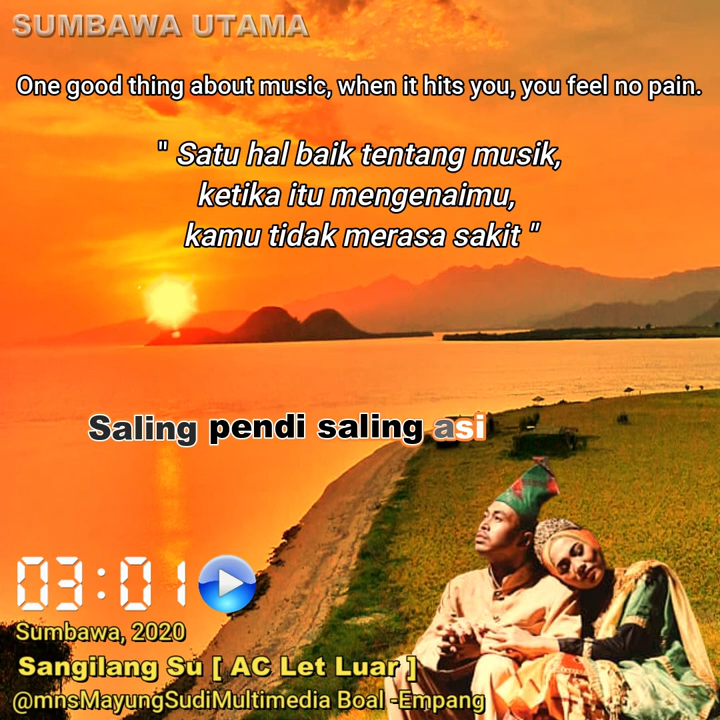 SUMBAWA UTAMA
One good thing about music, when it hits you, you feel no pain.
" Satu hal baik tentang musik,
ketika itu mengenaimu,
kamu tidak merasa sakit "
Saling pendi saling asi
03:01
Sumbawa, 2020
Sangilang Su [ AC Let Luar ]
@mnsMayungSudiMultimedia Boal -Empang